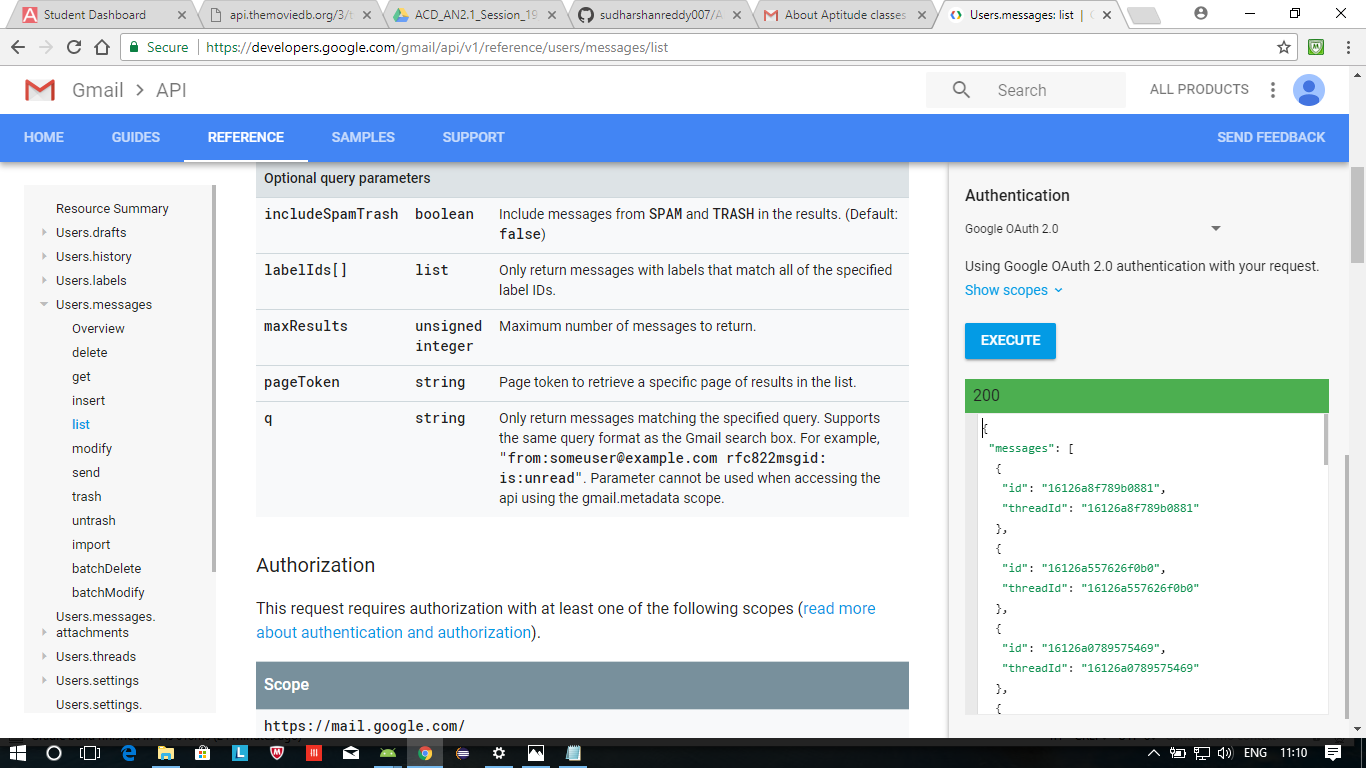 Student Dashboard
api.themoviedb.org/3/t
ACD_AN2.1_Session_19
sudharshanreddy007/A
About Aptitude classes
Users.messages: list |
Secure
https://developers.google.com/gmail/api/v1/reference/users/messages/list
Gmail > API
Search
ALL PRODUCTS
HOME
GUIDES
REFERENCE
SAMPLES
SUPPORT
SEND FEEDBACK
Resource Summary
Users.drafts
Users.history
Users.labels
Users.messages
Overview
delete
get
insert
list
modify
send
trash
untrash
import
batchDelete
batchModify
Users.messages.
attachments
Users.threads
Users.settings
Users.settings.
Optional query parameters
includeSpamTrash boolean Include messages from SPAM and TRASH in the results. (Default:
false)
labelIds[] list Only return messages with labels that match all of the specified
label IDs.
maxResults unsigned Maximum number of messages to return.
integer
pageToken string Page token to retrieve a specific page of results in the list.
q string Only return messages matching the specified query. Supports
the same query format as the Gmail search box. For example,
"from:someuser@example.com rfc822msgid:
is:unread". Parameter cannot be used when accessing the
api using the gmail.metadata scope.
Authorization
This request requires authorization with at least one of the following scopes (read more
about authentication and authorization).
Scope
https://mail.google.com/
Authentication
Google OAuth 2.0
Using Google OAuth 2.0 authentication with your request.
Show scopes
EXECUTE
200
{
"messages": [
{
"id": "16126a8f789b0881",
"threadId": "16126a8f789b0881"
},
{
"id": "16126a557626f0b0",
"threadId": "16126a557626f0b0"
},
{
"id": "16126a0789575469",
"threadId": "16126a0789575469"
},
{
ENG 11:10